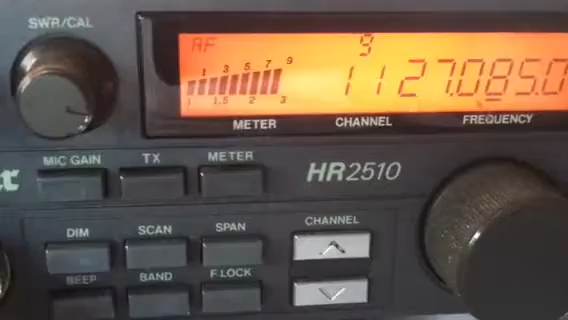 SWR/CAL
RF
9
1 3 5 7 9
11 27.085.0
1 1.5 2 3
METER CHANNEL FREQUENCY
MIC GAIN TX METER
HR2510
CHANNEL
DIM SCAN SPAN
BEEP BAND F.LOCK